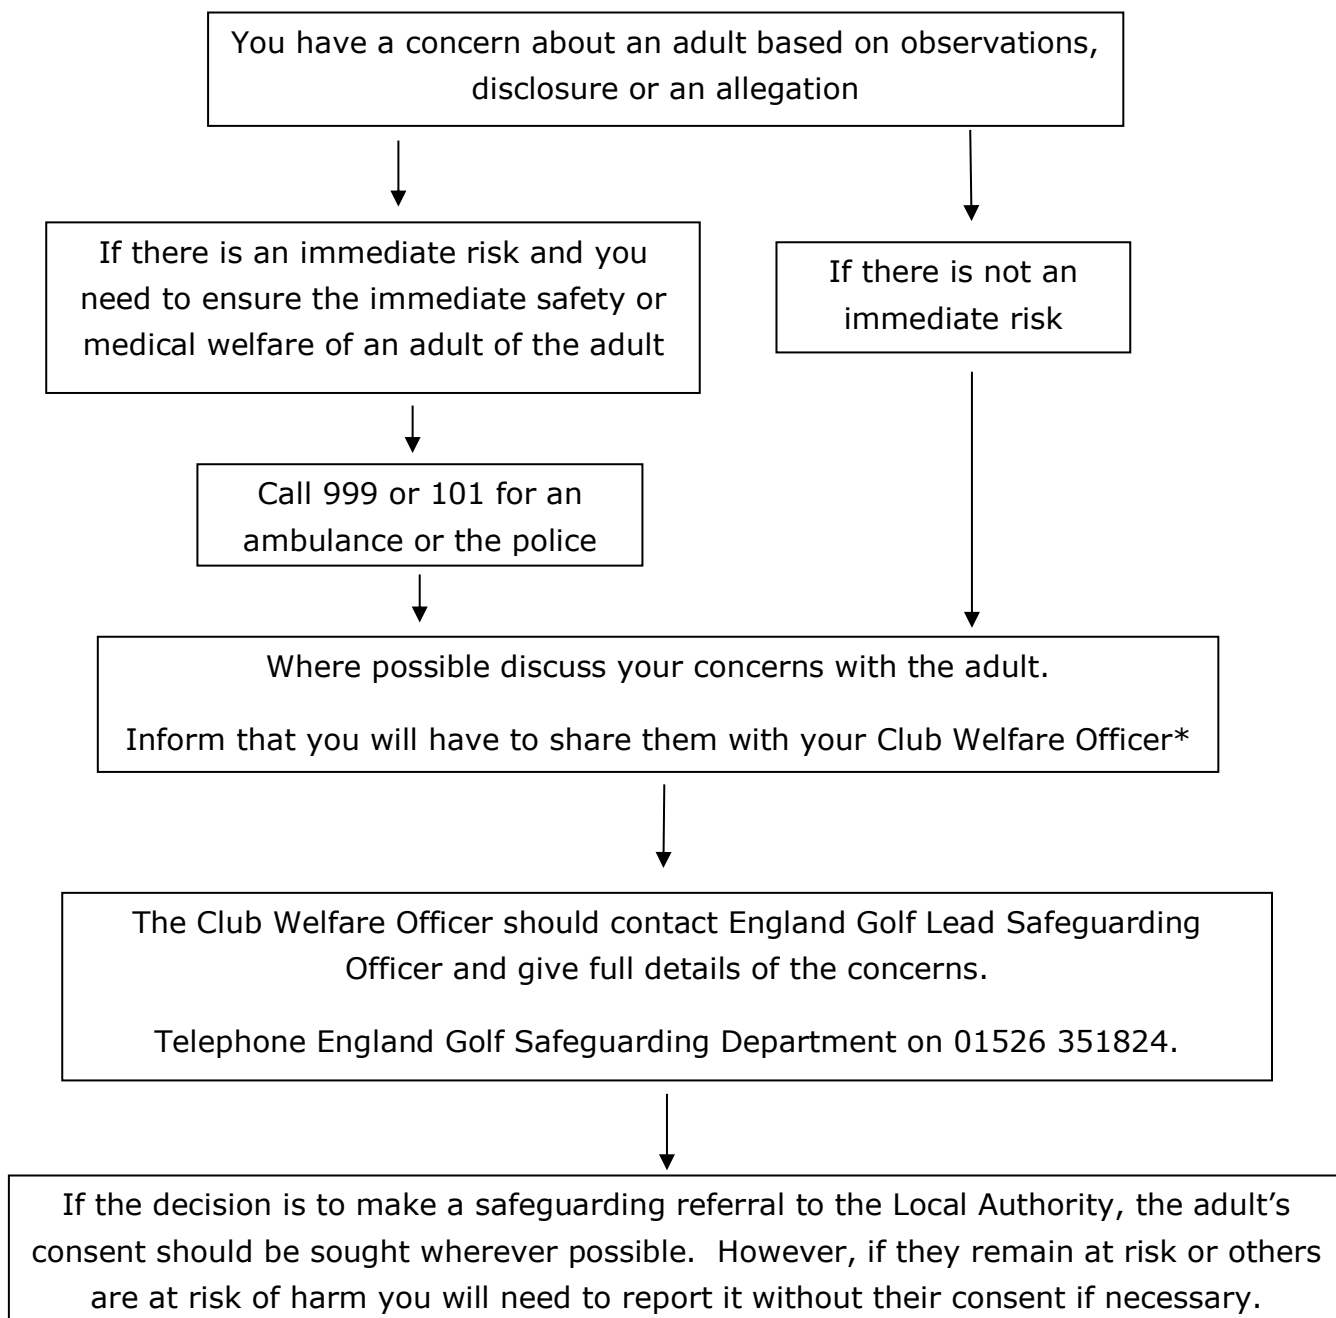 You have a concern about an adult based on observations,
disclosure or an allegation
If there is an immediate risk and you
need to ensure the immediate safety or
medical welfare of an adult of the adult
If there is not an
immediate risk
Call 999 or 101 for an
ambulance or the police
Where possible discuss your concerns with the adult.
Inform that you will have to share them with your Club Welfare Officer*
The Club Welfare Officer should contact England Golf Lead Safeguarding
Officer and give full details of the concerns.
Telephone England Golf Safeguarding Department on 01526 351824.
If the decision is to make a safeguarding referral to the Local Authority, the adult’s
consent should be sought wherever possible.  However, if they remain at risk or others
are at risk of harm you will need to report it without their consent if necessary.